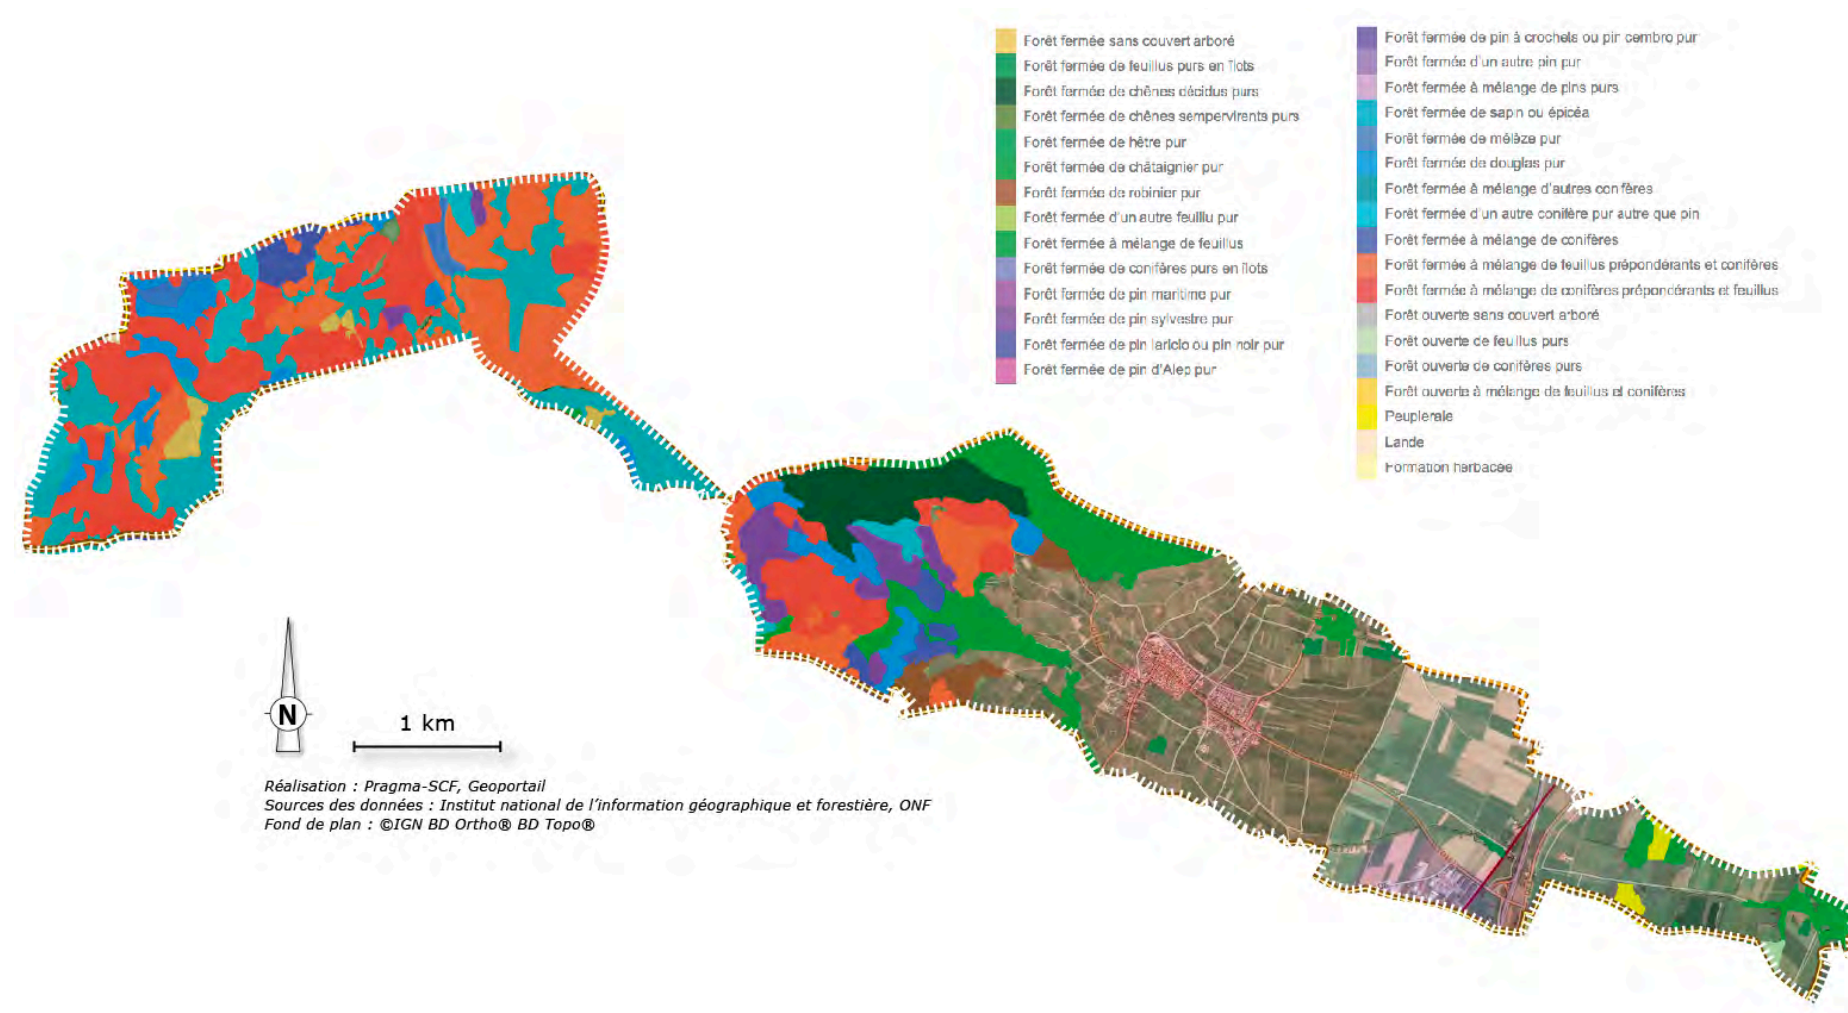 Forêt fermée sans couvert arboré
Forêt fermée de feuillus purs en îlots
Forêt fermée de chênes décidus purs
Forêt fermée de chênes sempervirents purs
Forêt fermée de hêtre pur
Forêt fermée de châtaignier pur
Forêt fermée de robinier pur
Forêt fermée d'un autre feuillu pur
Forêt fermée à mélange de feuillus
Forêt fermée de conifères purs en îlots
Forêt fermée de pin maritime pur
Forêt fermée de pin sylvestre pur
Forêt fermée de pin laricio ou pin noir pur
Forêt fermée de pin d'Alep pur
Forêt fermée de pin à crochets ou pin cembro pur
Forêt fermée d'un autre pin pur
Forêt fermée à mélange de pins purs
Forêt fermée de sapin ou épicéa
Forêt fermée de mélèze pur
Forêt fermée de douglas pur
Forêt fermée à mélange d'autres conifères
Forêt fermée d'un autre conifère pur autre que pin
Forêt fermée à mélange de conifères
Forêt fermée à mélange de feuillus prépondérants et conifères
Forêt fermée à mélange de conifères prépondérants et feuillus
Forêt ouverte sans couvert arboré
Forêt ouverte de feuillus purs
Forêt ouverte de conifères purs
Forêt ouverte à mélange de feuillus et conifères
Peupleraie
Lande
Formation herbacée
N
1 km
Réalisation : Pragma-SCF, Geoportail
Sources des données : Institut national de l'information géographique et forestière, ONF
Fond de plan : ©IGN BD Ortho® BD Topo®